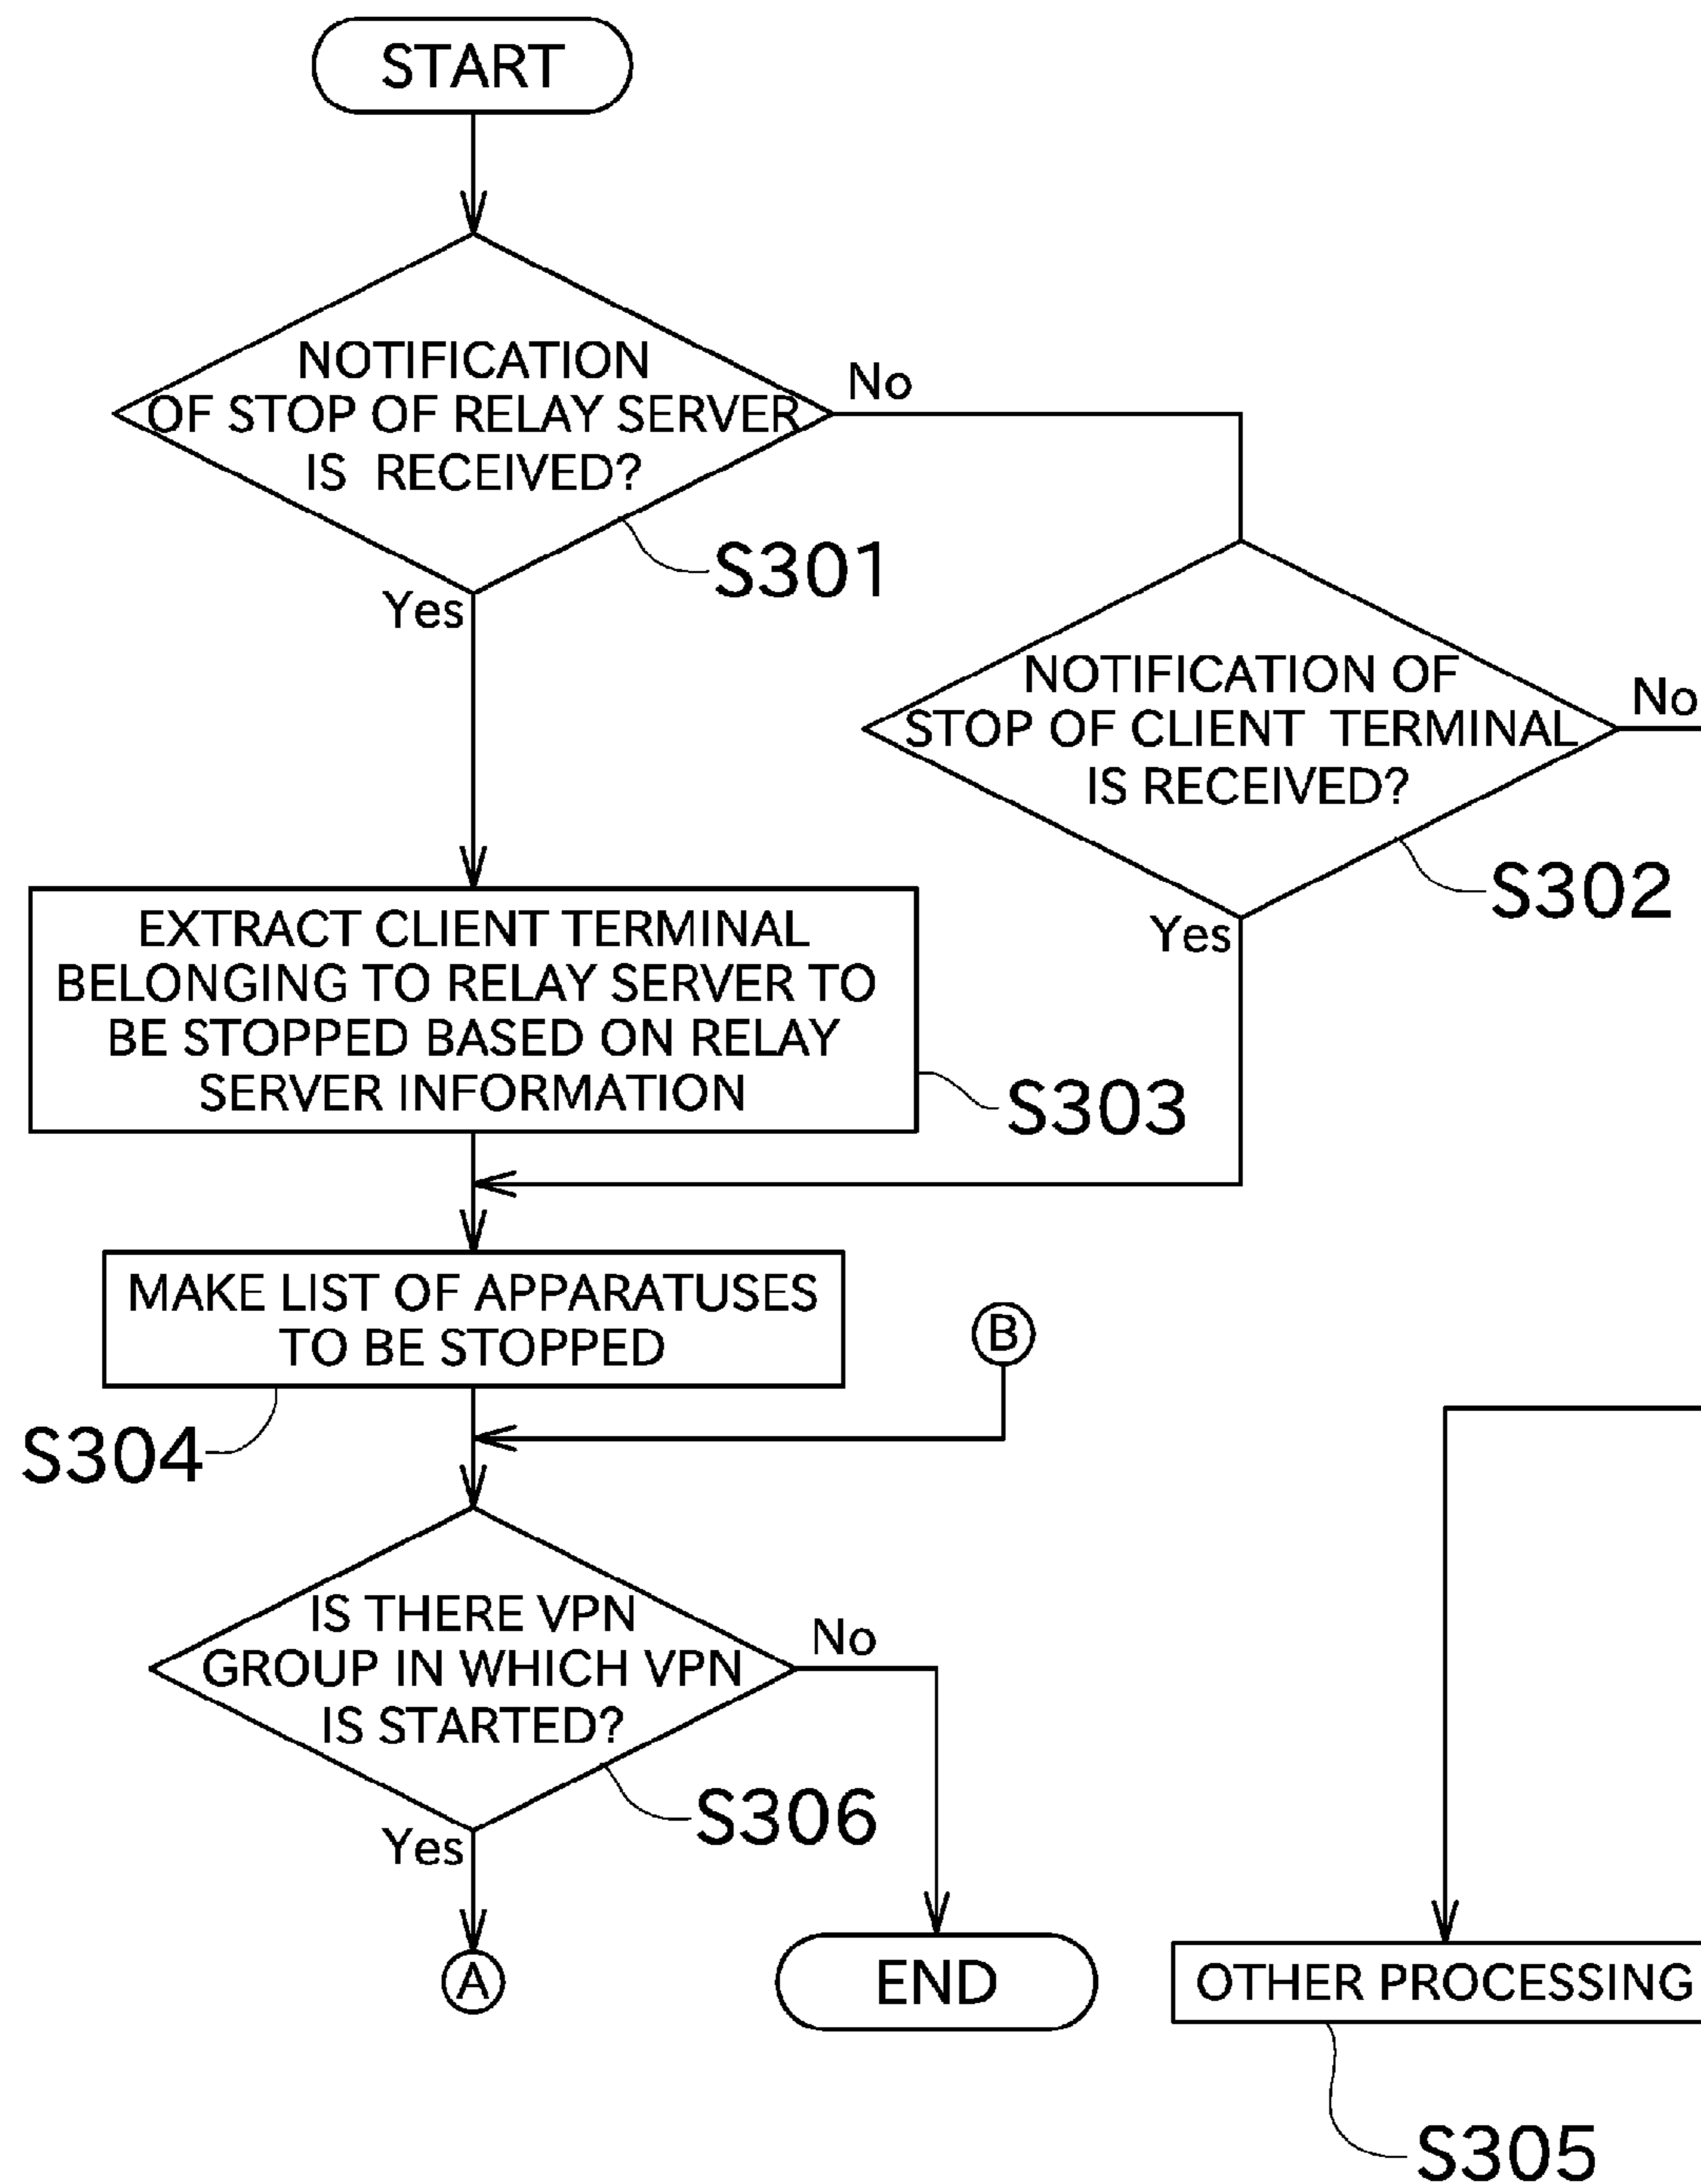 START
NOTIFICATION
OF STOP OF RELAY SERVER
IS RECEIVED?
No
S301
Yes
NOTIFICATION OF
STOP OF CLIENT TERMINAL
IS RECEIVED?
No
S302
Yes
EXTRACT CLIENT TERMINAL
BELONGING TO RELAY SERVER TO
BE STOPPED BASED ON RELAY
SERVER INFORMATION
S303
MAKE LIST OF APPARATUSES
TO BE STOPPED
S304
B
IS THERE VPN
GROUP IN WHICH VPN
IS STARTED?
No
S306
Yes
A
END
OTHER PROCESSING
S305